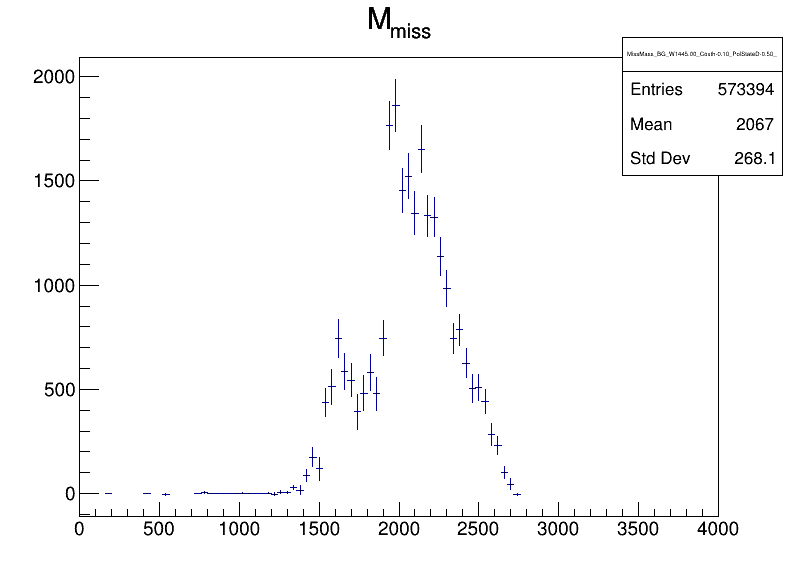 M_miss
MissMass_BG_W1445.00_Costh-0.10_PolStateD-0.50_
Entries 573394
Mean 2067
Std Dev 268.1
2000
1500
1000
500
0
0 500 1000 1500 2000 2500 3000 3500 4000